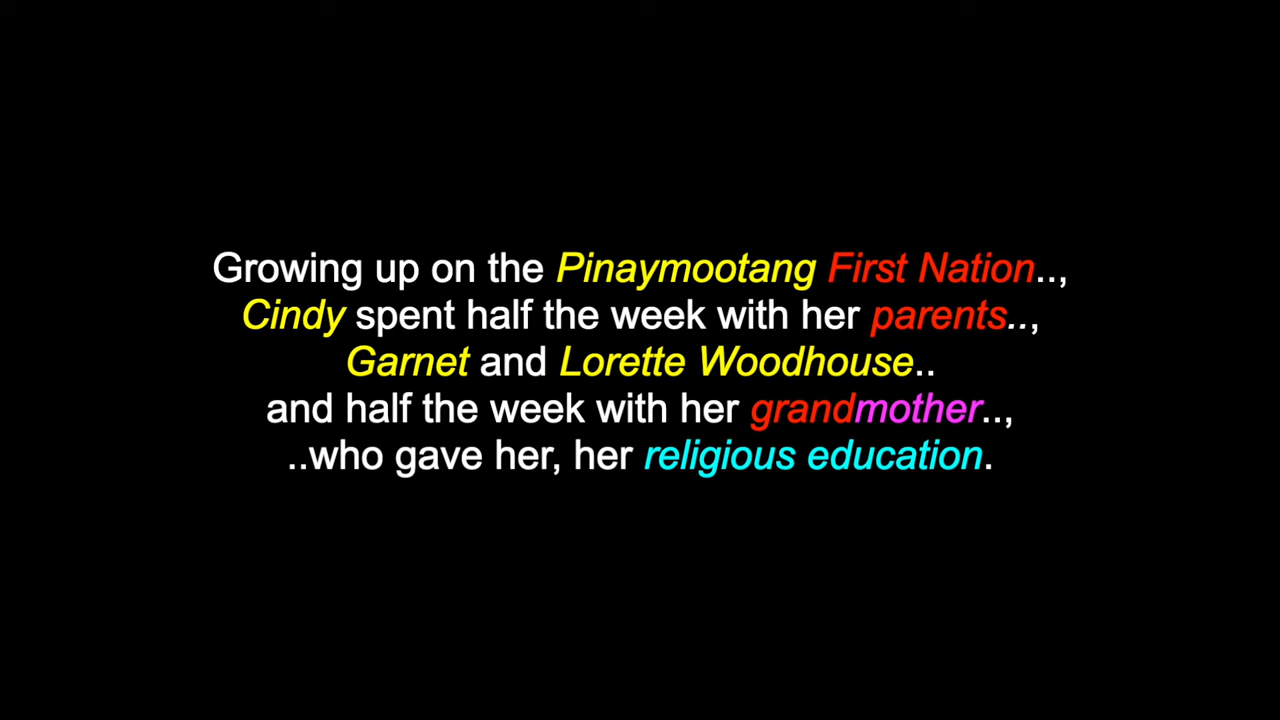 Growing up on the Pinaymootang First Nation..,
Cindy spent half the week with her parents..,
Garnet and Lorette Woodhouse..
and half the week with her grandmother..,
..who gave her, her religious education.